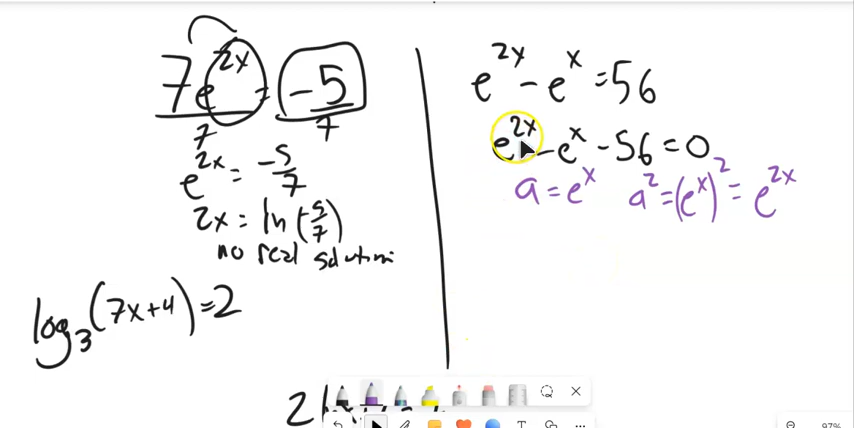 7e^{2x} = -5
7 7
e^{2x} = -5/7
2x = ln(-5/7)
no real solution
log_3(7x+4)=2
e^{2x} - e^x = 56
e^{2x} - e^x - 56 = 0
a = e^x a^2 = (e^x)^2 = e^{2x}
97%